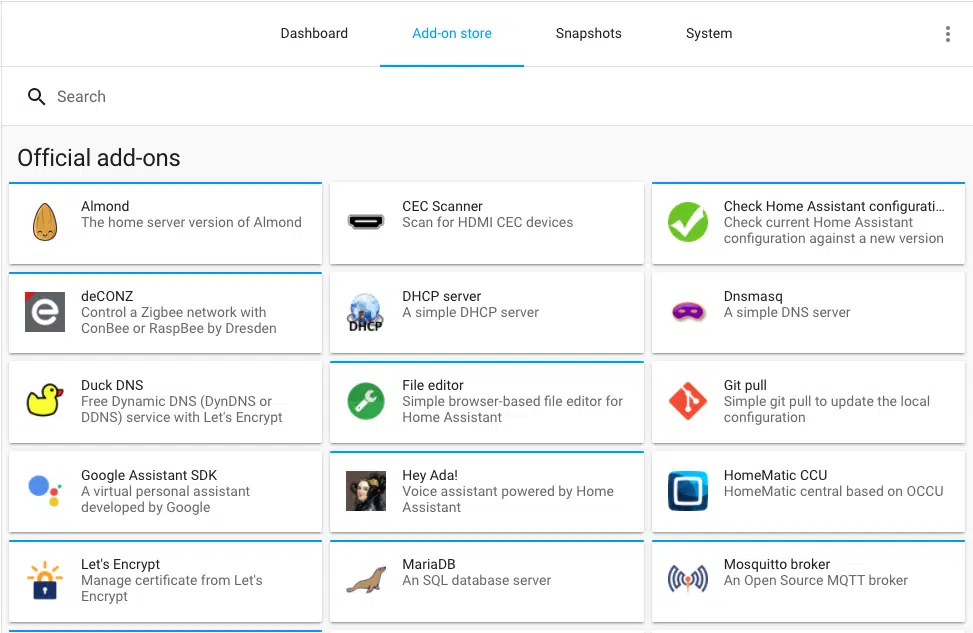 Dashboard
Add-on store
Snapshots
System
Search
Official add-ons
Almond
The home server version of Almond
CEC Scanner
Scan for HDMI CEC devices
Check Home Assistant configurati...
Check current Home Assistant
configuration against a new version
deCONZ
Control a Zigbee network with
ConBee or RaspBee by Dresden
DHCP
DHCP server
A simple DHCP server
Dnsmasq
A simple DNS server
Duck DNS
Free Dynamic DNS (DynDNS or
DDNS) service with Let's Encrypt
File editor
Simple browser-based file editor for
Home Assistant
Git pull
Simple git pull to update the local
configuration
Google Assistant SDK
A virtual personal assistant
developed by Google
Hey Ada!
Voice assistant powered by Home
Assistant
HomeMatic CCU
HomeMatic central based on OCCU
Let's Encrypt
Manage certificate from Let's
Encrypt
MariaDB
An SQL database server
Mosquitto broker
An Open Source MQTT broker